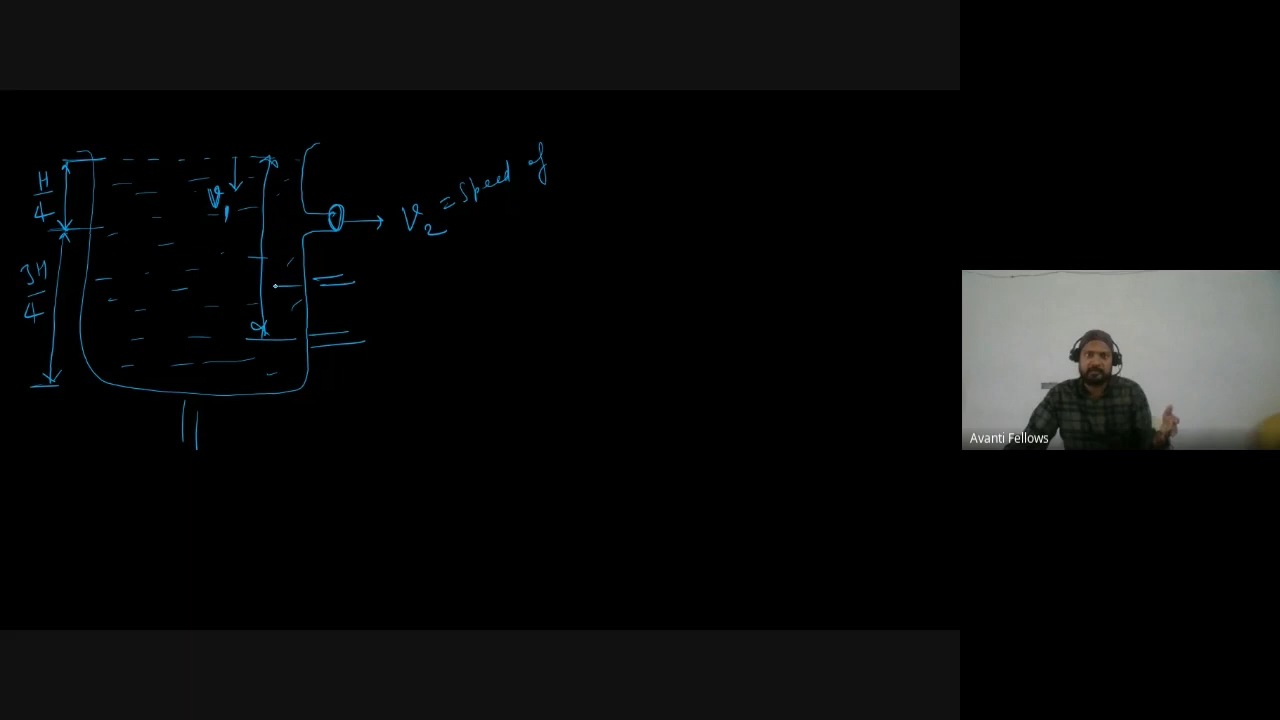 H/4
V₁
V₂ = Speed of
3H/4
Avanti Fellows